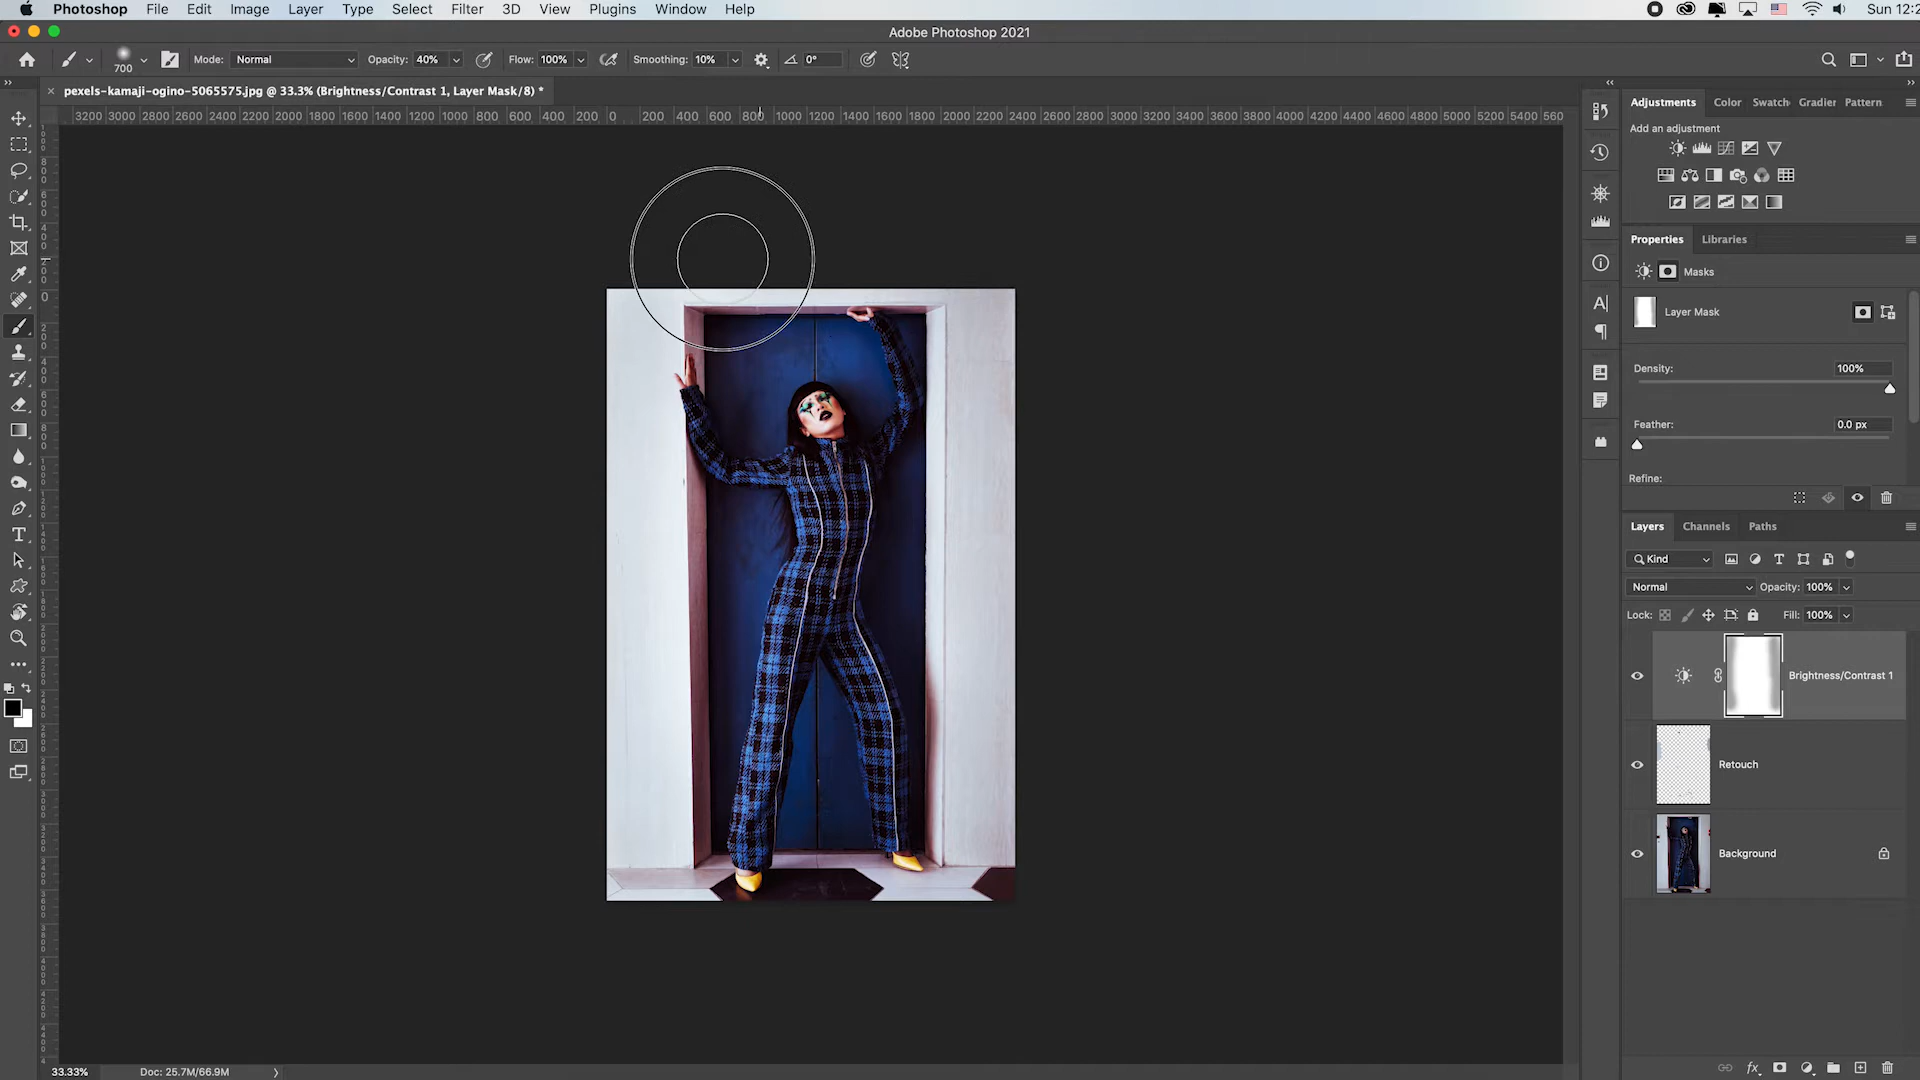 Photoshop File Edit Image Layer Type Select Filter 3D View Plugins Window Help Sun 12:2
Adobe Photoshop 2021
700 Mode: Normal Opacity: 40% Flow: 100% Smoothing: 10% 0°
pexels-kamaji-ogino-5065575.jpg @ 33.3% (Brightness/Contrast 1, Layer Mask/8) *
3200 3000 2800 2600 2400 2200 2000 1800 1600 1400 1200 1000 800 600 400 200 0 200 400 600 800 1000 1200 1400 1600 1800 2000 2200 2400 2600 2800 3000 3200 3400 3600 3800 4000 4200 4400 4600 4800 5000 5200 5400 560
Adjustments Color Swatch Gradier Pattern
Add an adjustment
Properties Libraries
Masks
Layer Mask
Density: 100%
Feather: 0.0 px
Refine:
Layers Channels Paths
Kind
Normal Opacity: 100%
Lock: Fill: 100%
Brightness/Contrast 1
Retouch
Background
33.33% Doc: 25.7M/66.9M